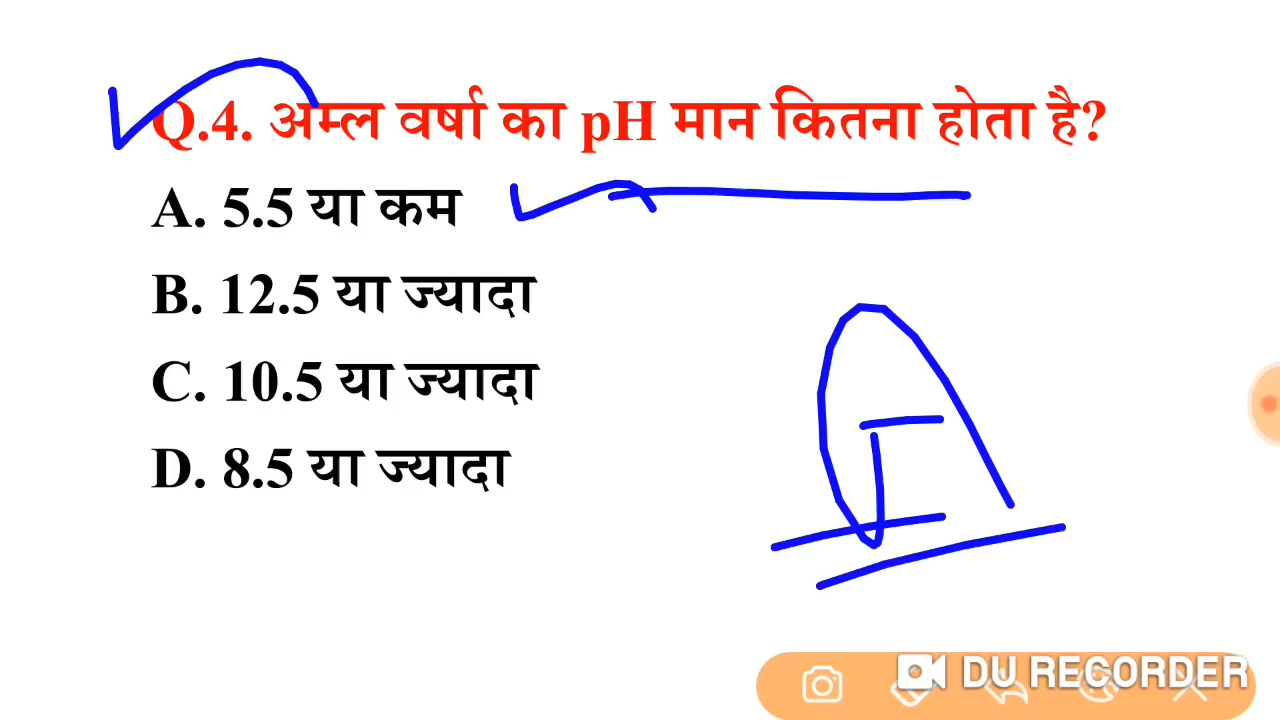 Q.4. अम्ल वर्षा का pH मान कितना होता है?
A. 5.5 या कम
B. 12.5 या ज्यादा
C. 10.5 या ज्यादा
D. 8.5 या ज्यादा
A
DU RECORDER